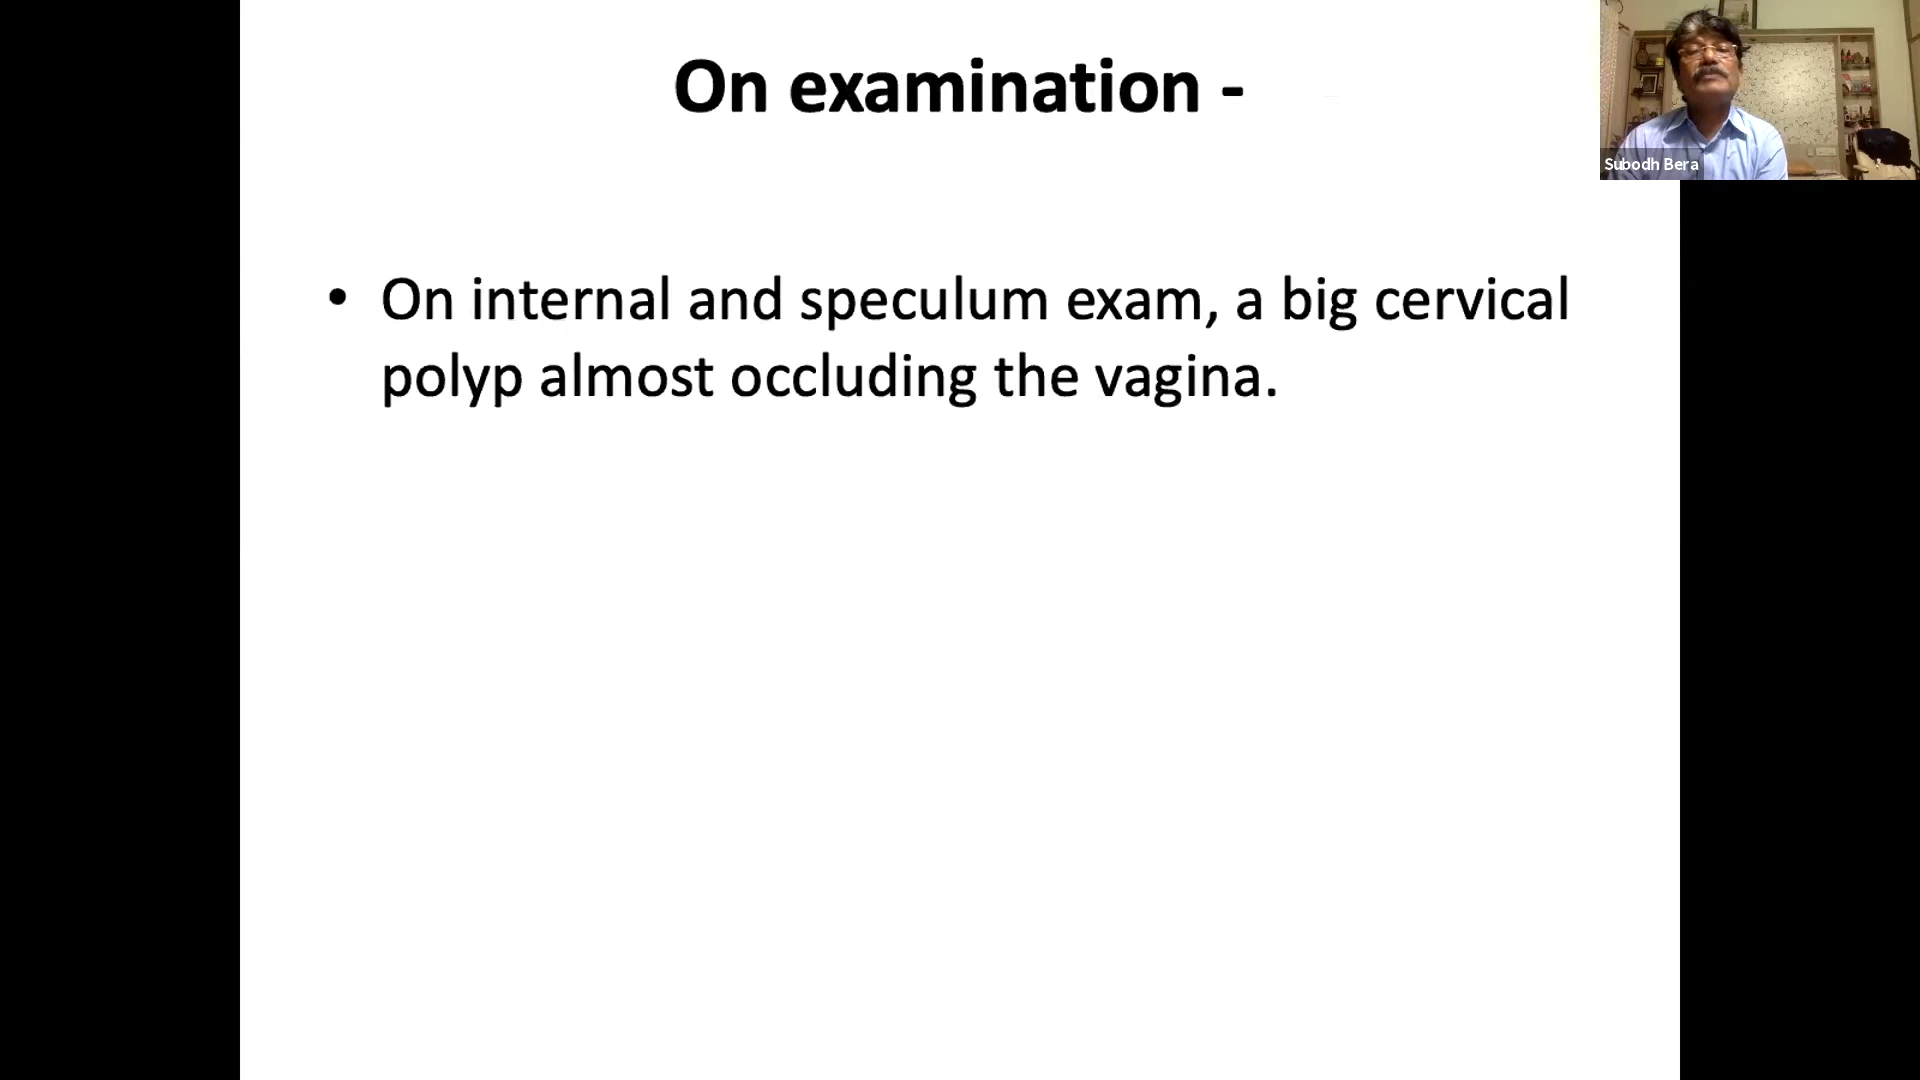 On examination -
Subodh Bera
• On internal and speculum exam, a big cervical
polyp almost occluding the vagina.